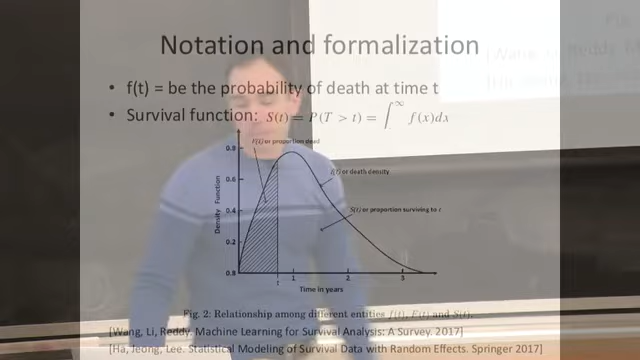 Notation and formalization
• f(t) = be the probability of death at time t
• Survival function: S(t) = P(T > t) = ∫ ∞ f(x)dx
F(t) or proportion dead
f(t) or death density
S(t) or proportion surviving to t
Density Function
0.8
0.6
0.4
0.2
0.0
t
1
2
3
Time in years
Fig. 2: Relationship among different entities f(t), F(t) and S(t).
[Wang, Li, Reddy. Machine Learning for Survival Analysis: A Survey. 2017]
[Ha, Jeong, Lee. Statistical Modeling of Survival Data with Random Effects. Springer 2017]